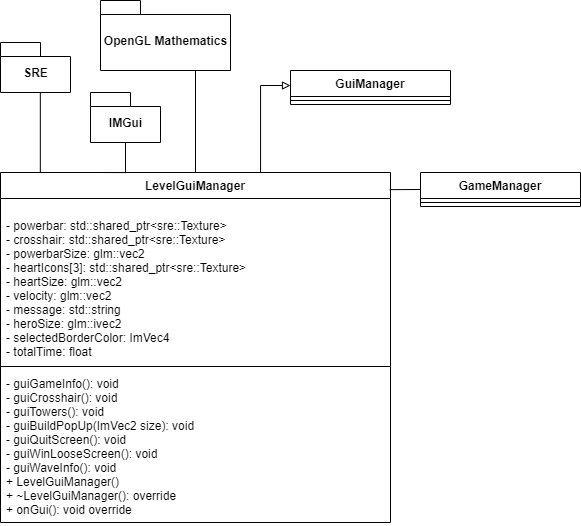 OpenGL Mathematics
SRE
GuiManager
IMGui
LevelGuiManager
GameManager
- powerbar: std::shared_ptr<sre::Texture>
- crosshair: std::shared_ptr<sre::Texture>
- powerbarSize: glm::vec2
- heartIcons[3]: std::shared_ptr<sre::Texture>
- heartSize: glm::vec2
- velocity: glm::vec2
- message: std::string
- heroSize: glm::ivec2
- selectedBorderColor: ImVec4
- totalTime: float
- guiGameInfo(): void
- guiCrosshair(): void
- guiTowers(): void
- guiBuildPopUp(ImVec2 size): void
- guiQuitScreen(): void
- guiWinLooseScreen(): void
- guiWaveInfo(): void
+ LevelGuiManager()
+ ~LevelGuiManager(): override
+ onGui(): void override